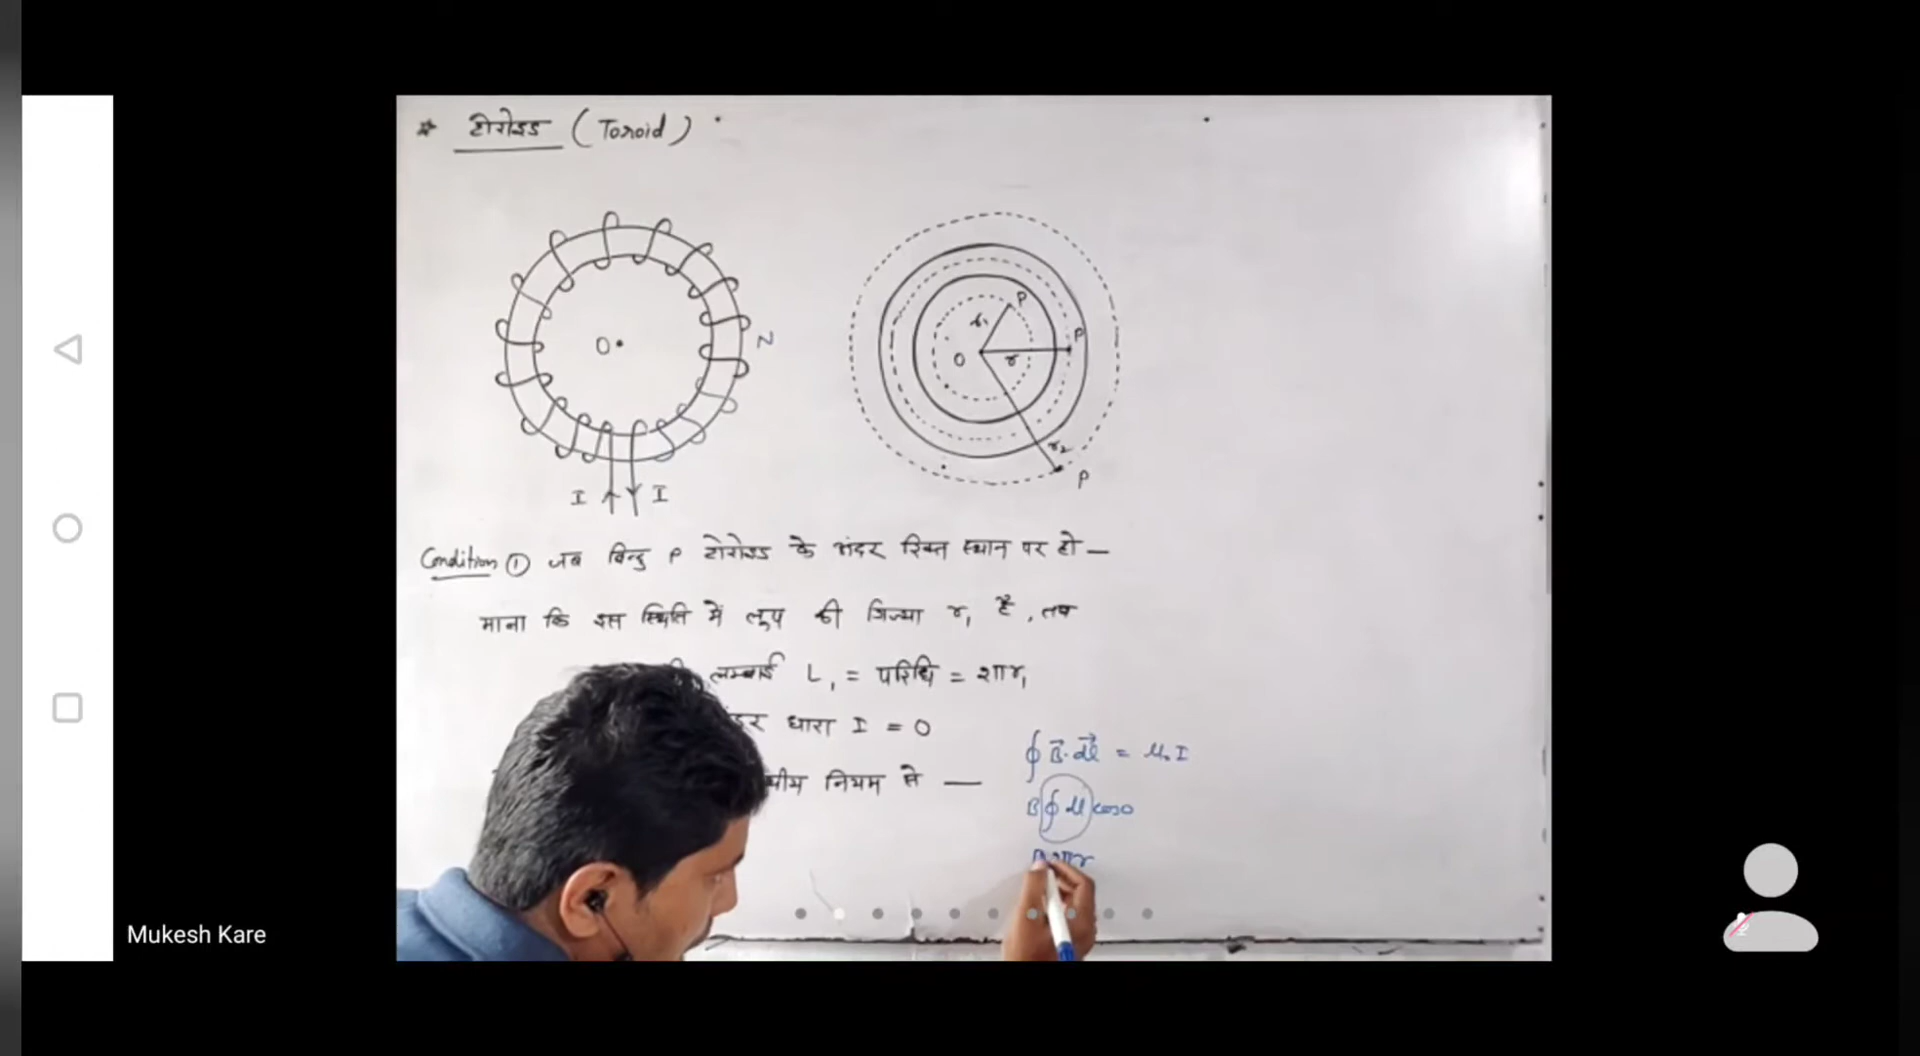 * टोरोइड (Toroid)
O
N
I I
P
r₁
P
O
r
r₂
P
Condition ① जब बिन्दु P टोरोइड के अंदर रिक्त स्थान पर हो —
माना कि इस स्थिति में लूप की त्रिज्या r₁ है, तब
लम्बाई L₁ = परिधि = 2πr₁
धारा I = 0
नियम से —
∮ B⃗·dl⃗ = μ₀I
B∮dl cos0
B2πr
Mukesh Kare